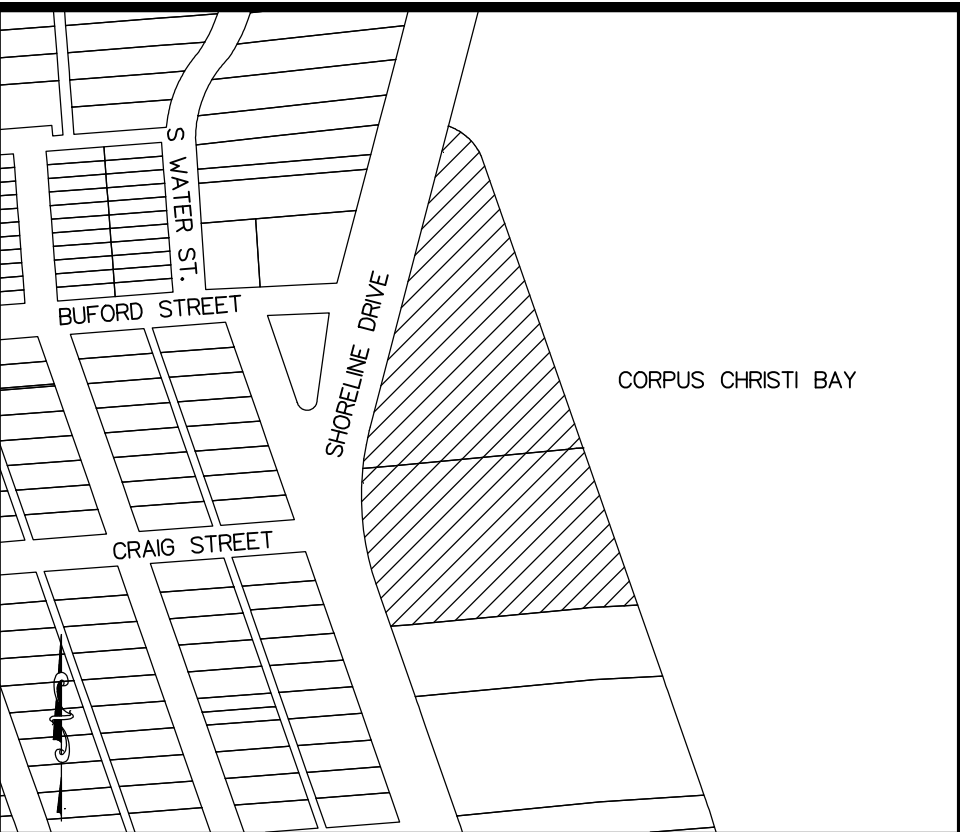 S WATER ST.
BUFORD STREET
SHORELINE DRIVE
CORPUS CHRISTI BAY
CRAIG STREET